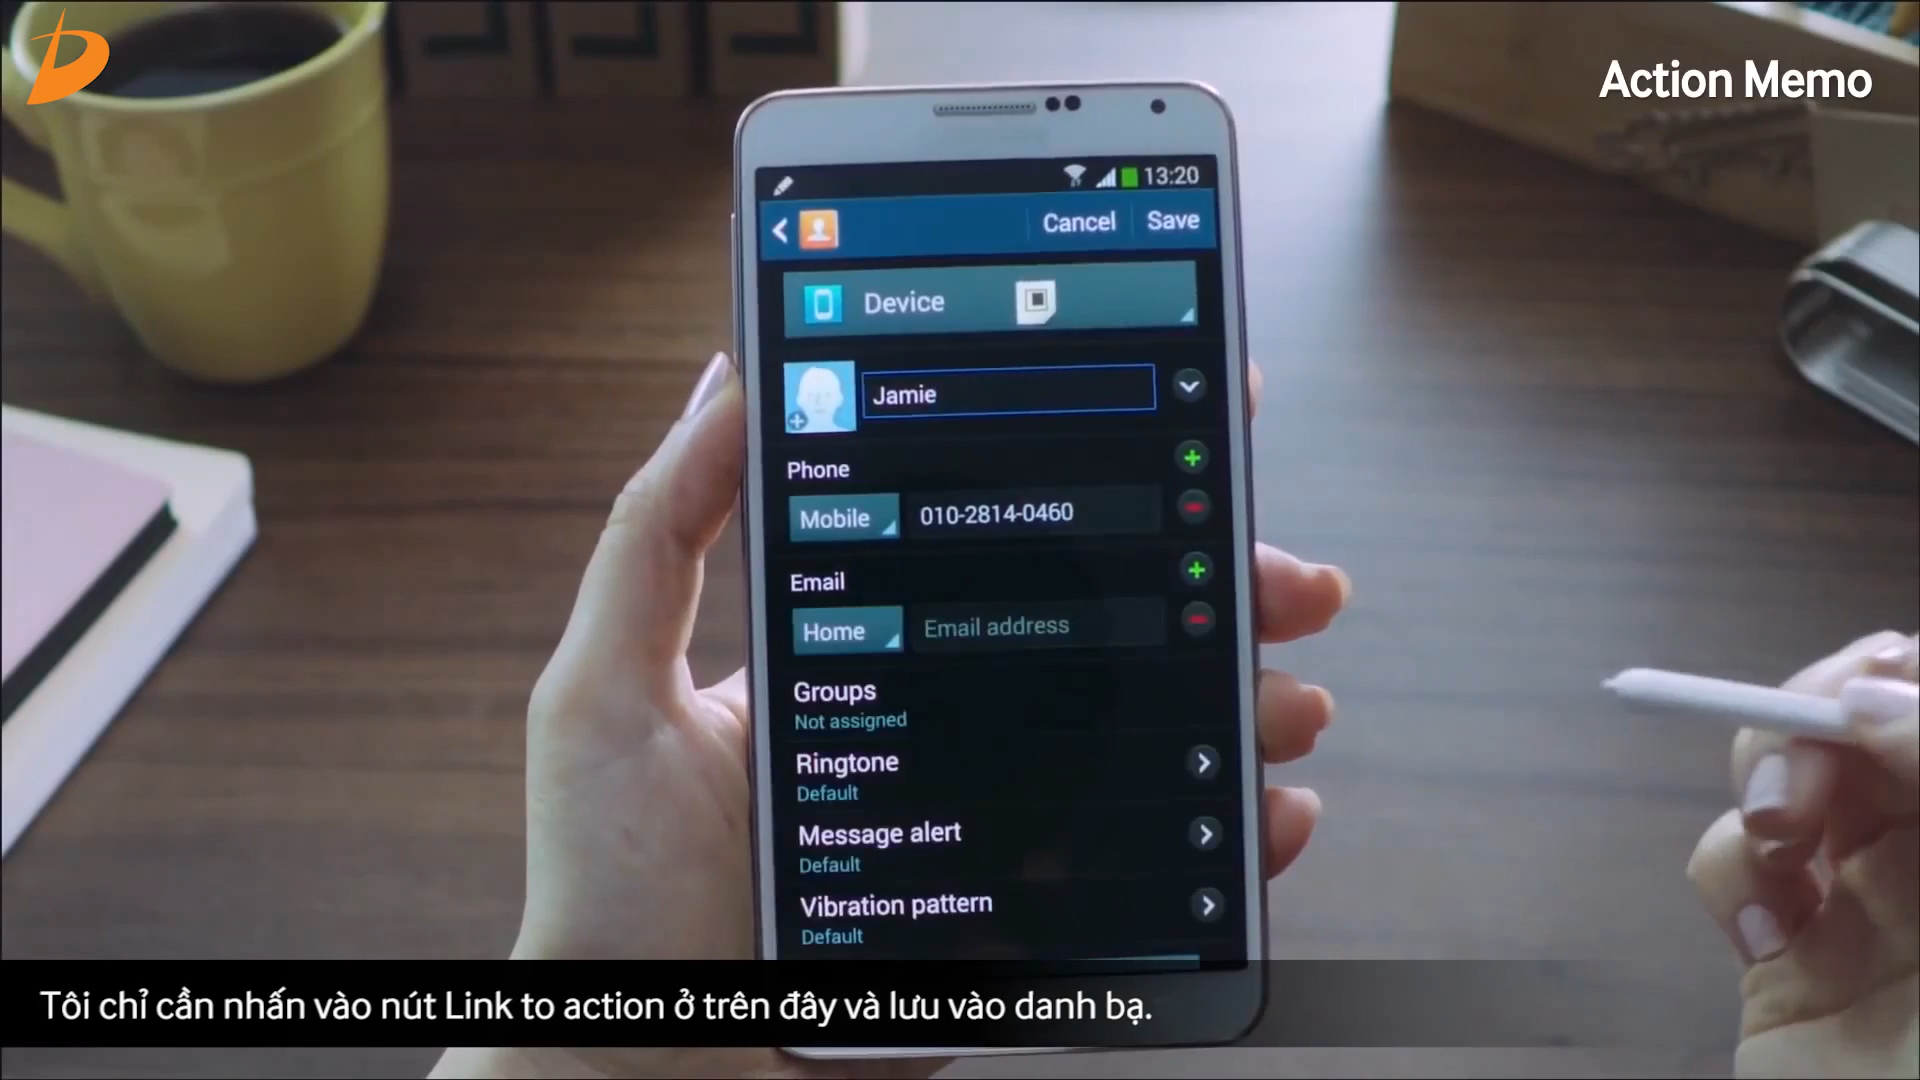 Action Memo
13:20
Cancel Save
Device
Jamie
Phone
Mobile 010-2814-0460
Email
Home Email address
Groups
Not assigned
Ringtone
Default
Message alert
Default
Vibration pattern
Default
Tôi chỉ cần nhấn vào nút Link to action ở trên đây và lưu vào danh bạ.